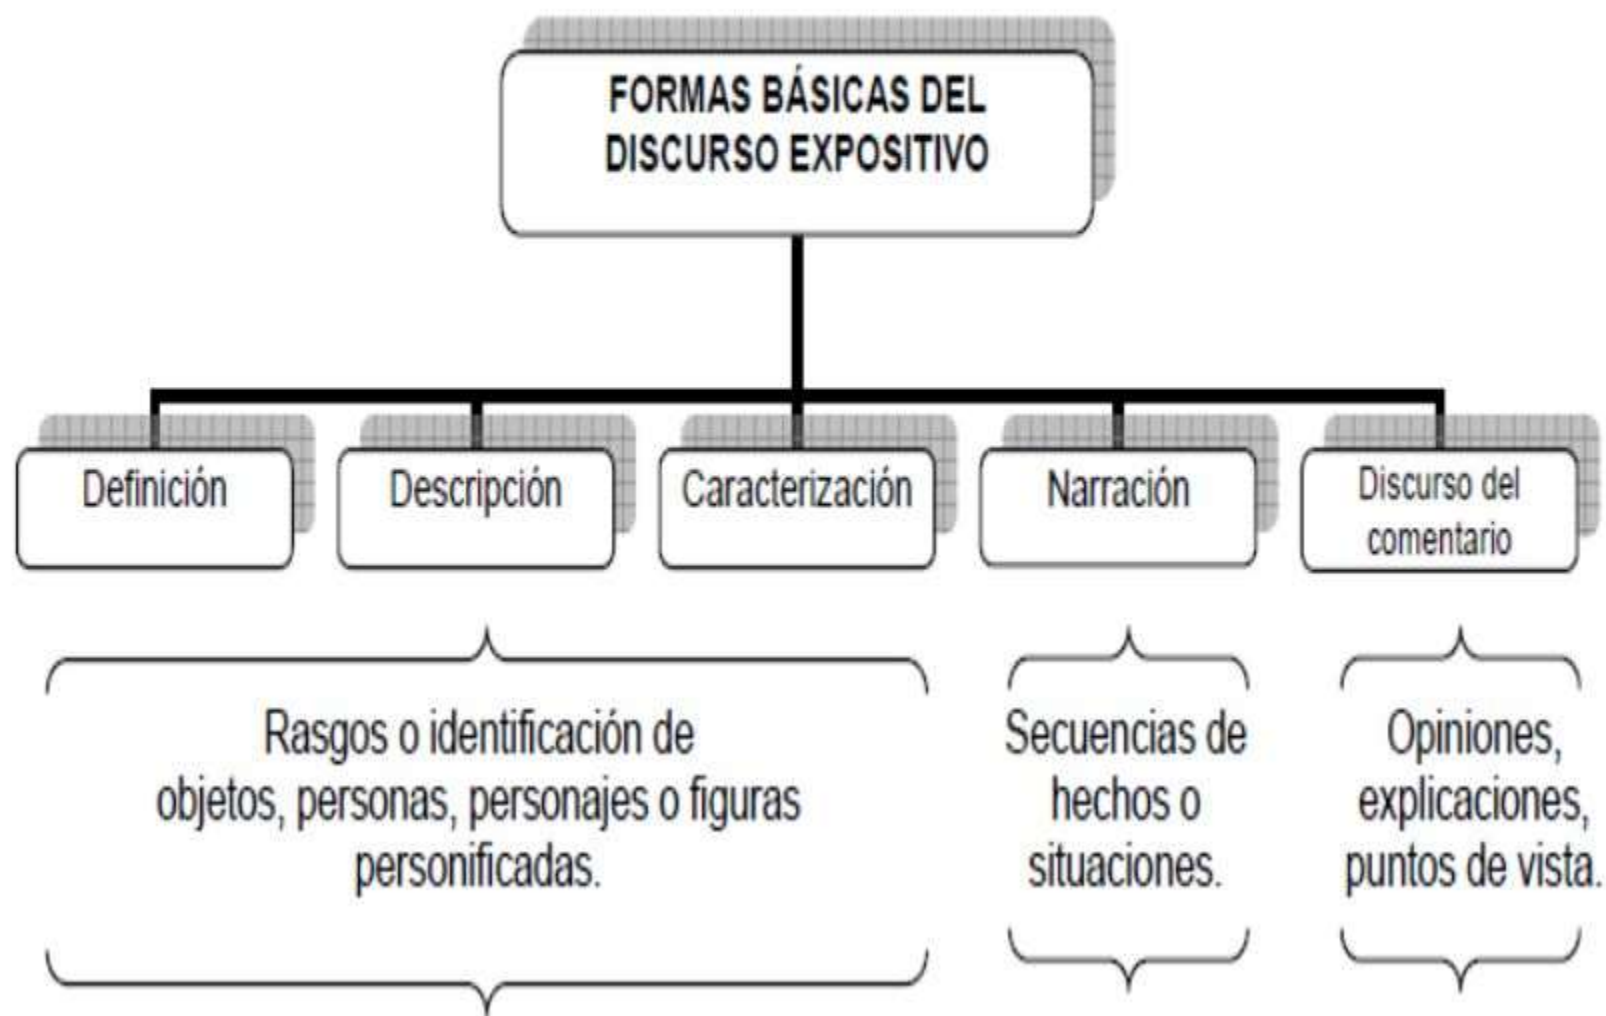 FORMAS BÁSICAS DEL
DISCURSO EXPOSITIVO
Definición
Descripción
Caracterización
Narración
Discurso del
comentario
Rasgos o identificación de
objetos, personas, personajes o figuras
personificadas.
Secuencias de
hechos o
situaciones.
Opiniones,
explicaciones,
puntos de vista.